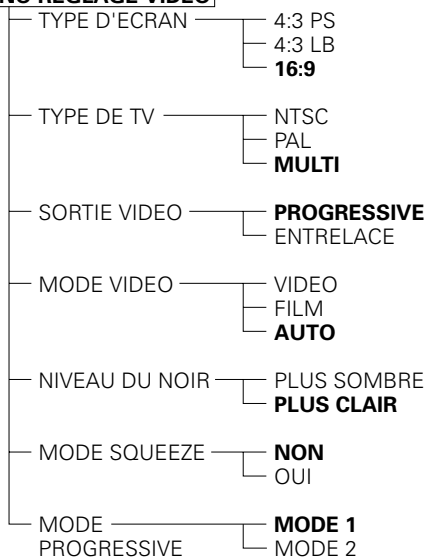 REGLAGE VIDEO
TYPE D'ECRAN
4:3 PS
4:3 LB
16:9
TYPE DE TV
NTSC
PAL
MULTI
SORTIE VIDEO
PROGRESSIVE
ENTRELACE
MODE VIDEO
VIDEO
FILM
AUTO
NIVEAU DU NOIR
PLUS SOMBRE
PLUS CLAIR
MODE SQUEEZE
NON
OUI
MODE
PROGRESSIVE
MODE 1
MODE 2